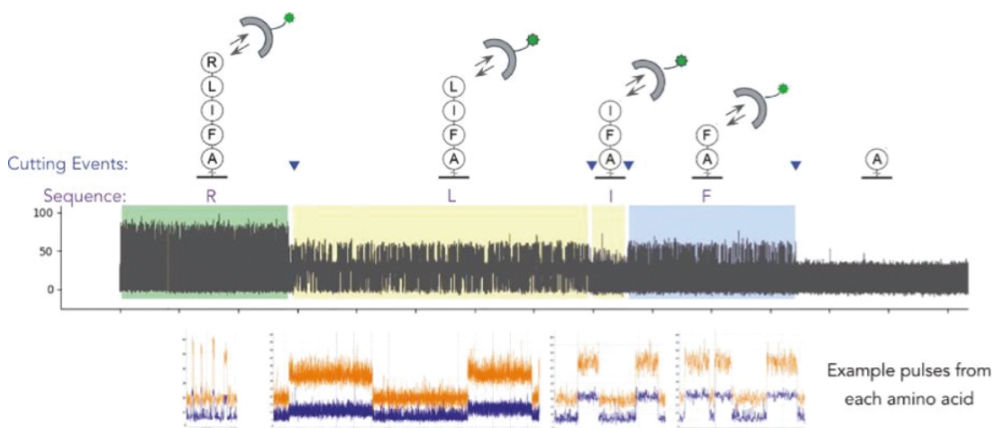 R
L
I
F
A
L
I
F
A
I
F
A
F
A
A
Cutting Events:
Sequence: R L I F
100
50
0
Example pulses from
each amino acid